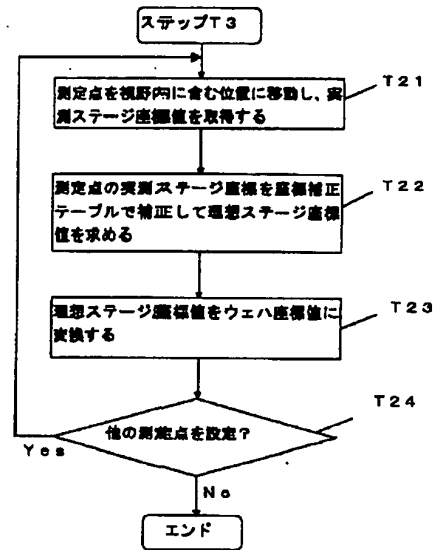 ステップT3
測定点を視野内に含む位置に移動し、実
測ステージ座標値を取得する
T21
測定点の実測ステージ座標を座標補正
テーブルで補正して理想ステージ座標
値を求める
T22
理想ステージ座標値をウェハ座標値に
変換する
T23
他の測定点を設定?
T24
Yes
No
エンド